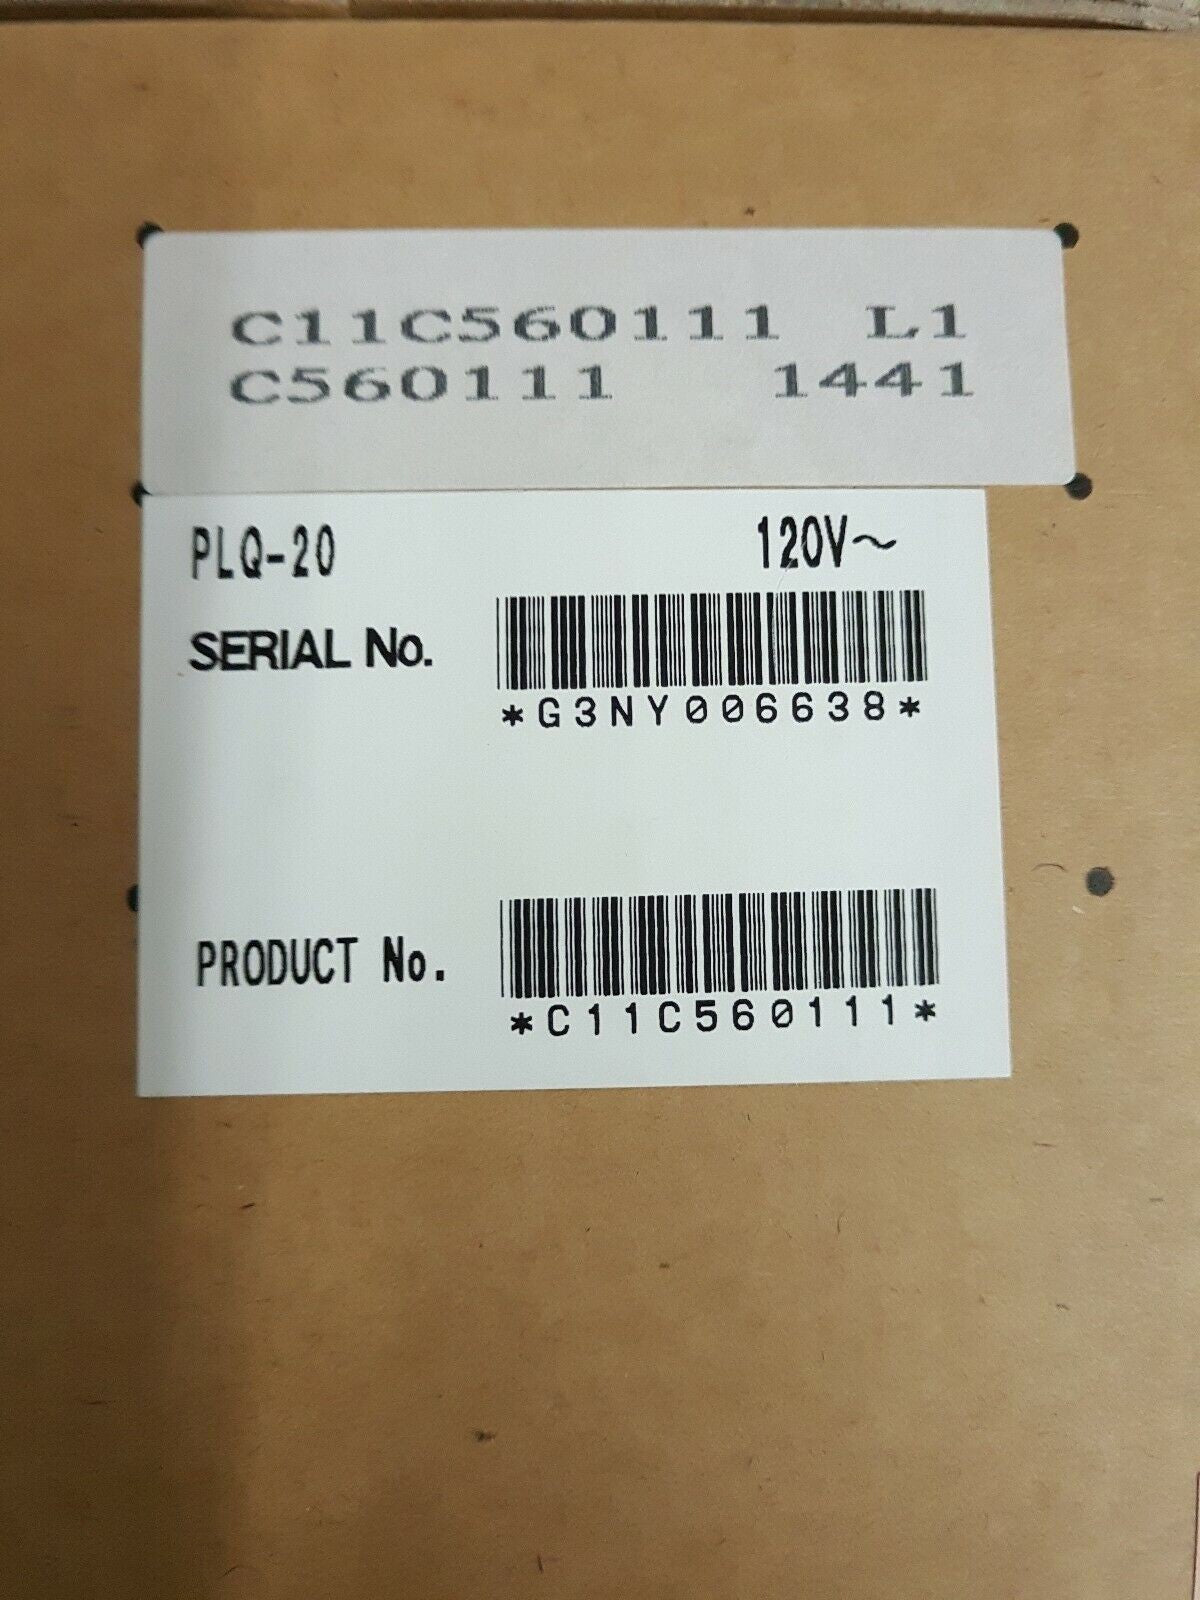 C11C560111 L1
C560111 1441
PLQ-20 120V~
SERIAL No.
*G3NY006638*
PRODUCT No.
*C11C560111*